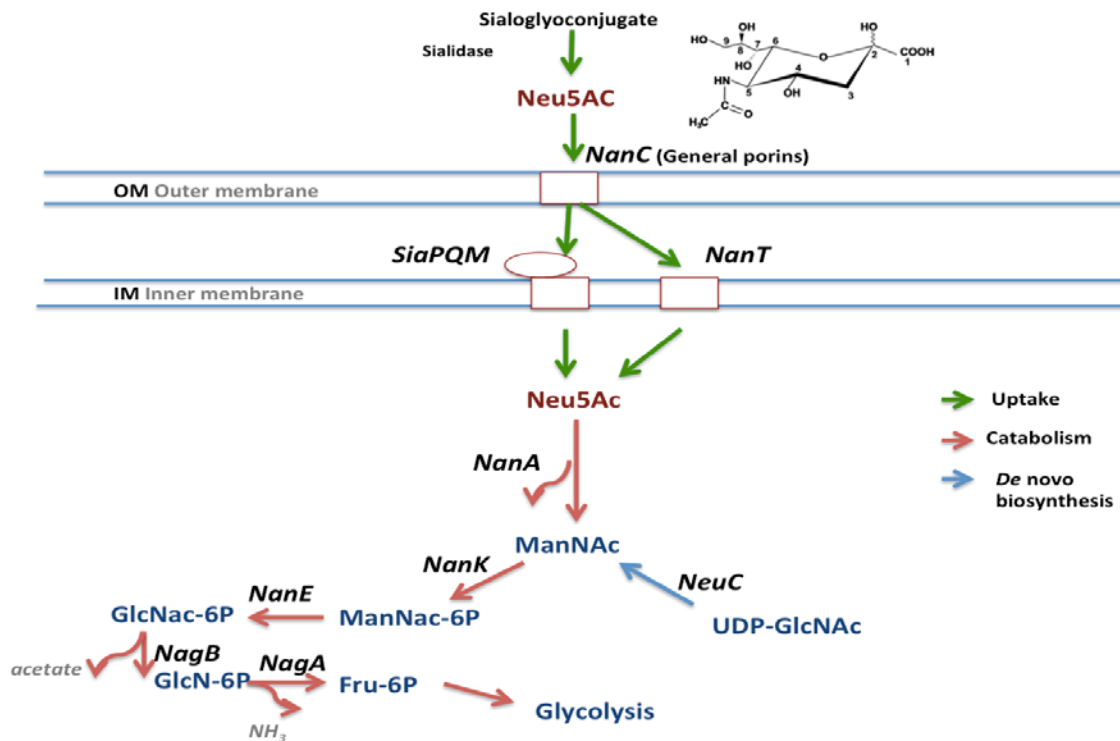 Sialoglyoconjugate
Sialidase
Neu5AC
HO 9 OH 8 7 HO 6 O OH 2 COOH 1
HN 5 4 OH 3
H₃C O
NanC (General porins)
OM Outer membrane
SiaPQM
NanT
IM Inner membrane
Neu5Ac
Uptake
Catabolism
De novo
biosynthesis
NanA
ManNAc
NanK
NeuC
NanE
GlcNac-6P
ManNac-6P
UDP-GlcNAc
acetate
NagB
NagA
GlcN-6P
Fru-6P
Glycolysis
NH₃